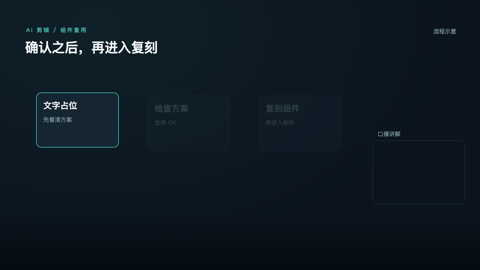 AI 剪辑 / 组件复用
流程示意
确认之后，再进入复刻
文字占位
先看清方案
检查方案
觉得 OK
复刻组件
再进入制作
口播讲解